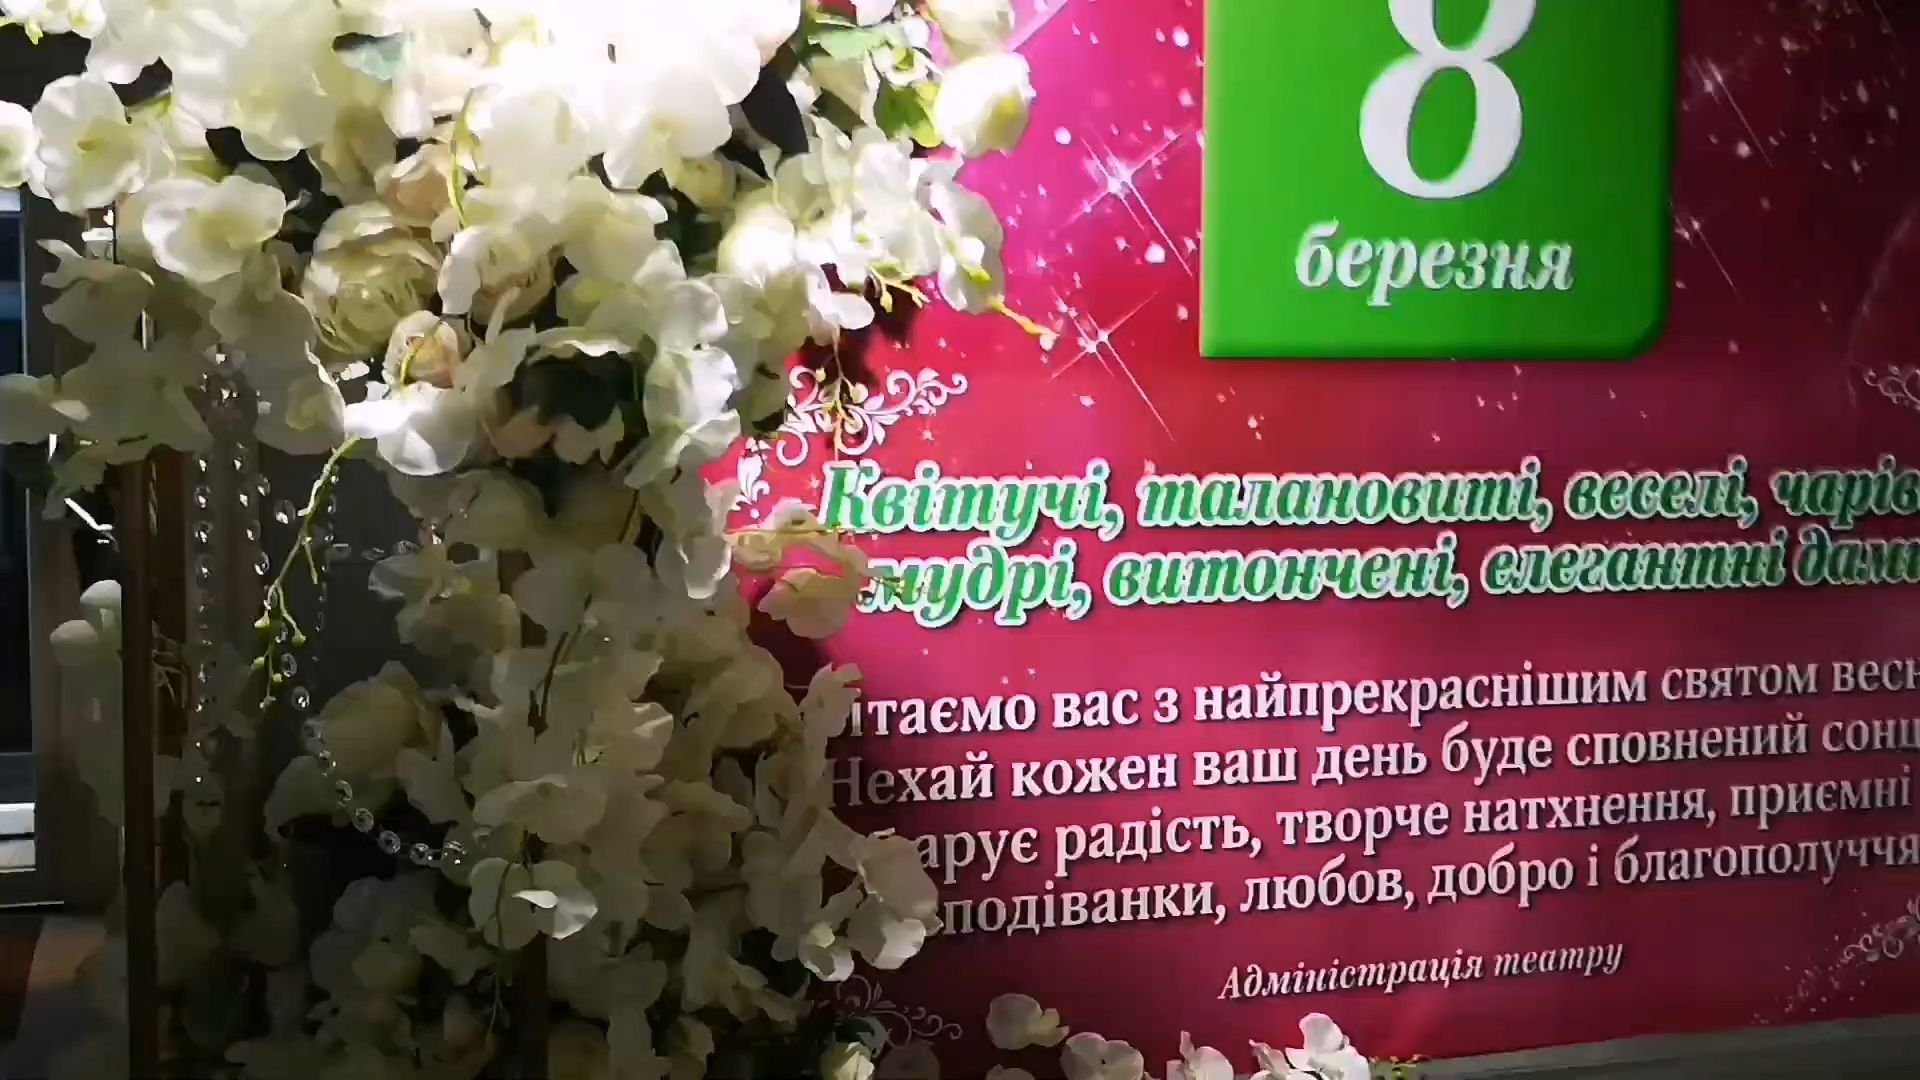 8
березня
Квітучі, талановиті, веселі,
мудрі, витончені, елегантні
вас з найпрекраснішим святом
Нехай кожен ваш день буде сповнений
радість, творче натхнення, приємні
любов, добро і благополуччя
Адміністрація театру